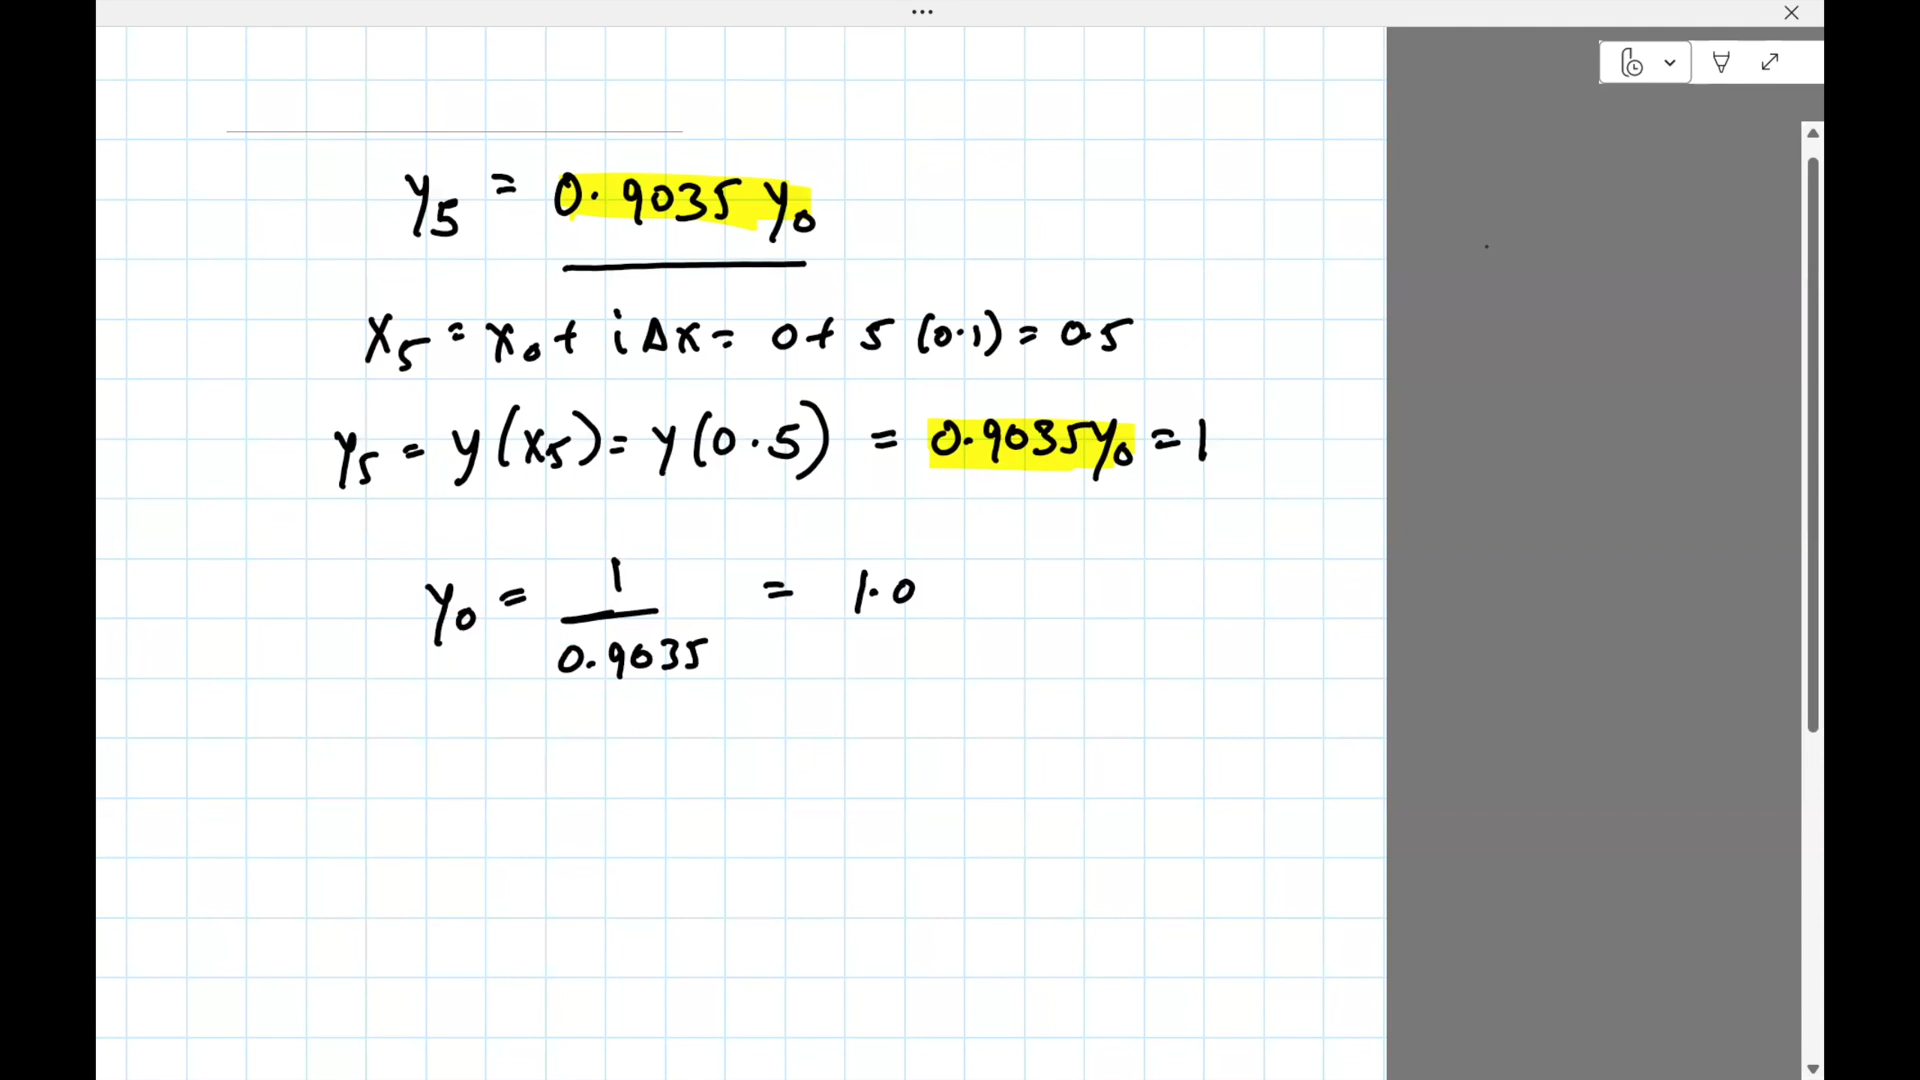 y₅ = 0.9035 y₀
x₅ = x₀ + i Δx = 0 + 5 (0.1) = 0.5
y₅ = y(x₅) = y(0.5) = 0.9035y₀ = 1
y₀ = 1/0.9035 = 1.0